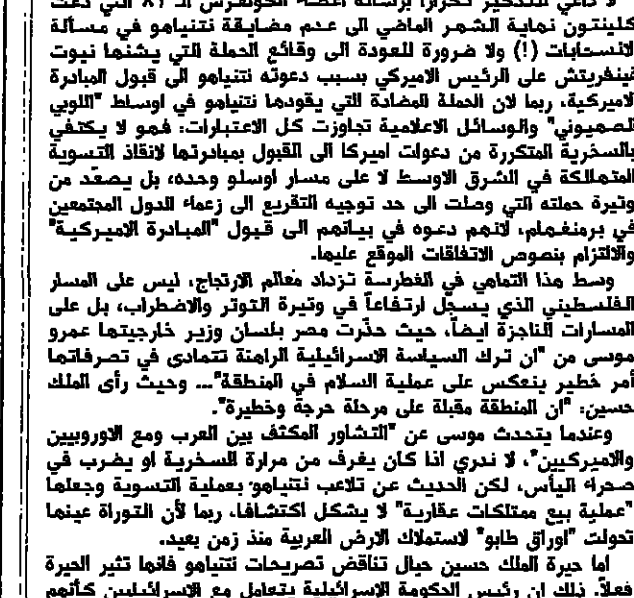 لا داعي للتذكير تكراراً برسالة اعضاء الكونغرس الـ ٨١ التي دعت
كلينتون نهاية الشهر الماضي الى عدم مضايقة نتنياهو في مسألة
الانسحابات (!) ولا ضرورة للعودة الى وقائع الحملة التي يشنها نيوت
غينغريتش على الرئيس الاميركي بسبب دعوته نتنياهو الى قبول المبادرة
الاميركية، ربما لان الحملة المضادة التي يقودها نتنياهو في اوساط "اللوبي
الصهيوني" والوسائل الاعلامية تجاوزت كل الاعتبارات: فهو لا يكتفي
بالسخرية المتكررة من دعوات اميركا الى القبول بمبادرتها لانقاذ التسوية
المتهالكة في الشرق الاوسط لا على مسار اوسلو وحده، بل يصعّد من
وتيرة حملته التي وصلت الى حد توجيه التقريع الى زعماء الدول المجتمعين
في برمنغهام، لانهم دعوه في بيانهم الى قبول "المبادرة الاميركية"
والالتزام بنصوص الاتفاقات الموقع عليها.
وسط هذا التماهي في الغطرسة تزداد معالم الارتجاج، ليس على المسار
الفلسطيني الذي يسجل ارتفاعاً في وتيرة التوتر والاضطراب، بل على
المسارات الناجزة ايضاً، حيث حذّرت مصر بلسان وزير خارجيتها عمرو
موسى من "ان ترك السياسة الاسرائيلية الراهنة تتمادى في تصرفاتها
أمر خطير ينعكس على عملية السلام في المنطقة"... وحيث رأى الملك
حسين: "ان المنطقة مقبلة على مرحلة حرجة وخطيرة".
وعندما يتحدث موسى عن "التشاور المكثف بين العرب ومع الاوروبيين
والاميركيين"، لا ندري اذا كان يغرف من مرارة السخرية او يضرب في
صحراء اليأس، لكن الحديث عن تلاعب نتنياهو بعملية التسوية وجعلها
"عملية بيع ممتلكات عقارية" لا يشكل اكتشافا، ربما لأن التوراة عينها
تحولت "اوراق طابو" لاستملاك الارض العربية منذ زمن بعيد.
اما حيرة الملك حسين حيال تناقض تصريحات نتنياهو فانها تثير الحيرة
فعلاً. ذلك ان رئيس الحكومة الاسرائيلية يتعامل مع الاسرائيليين كأنهم